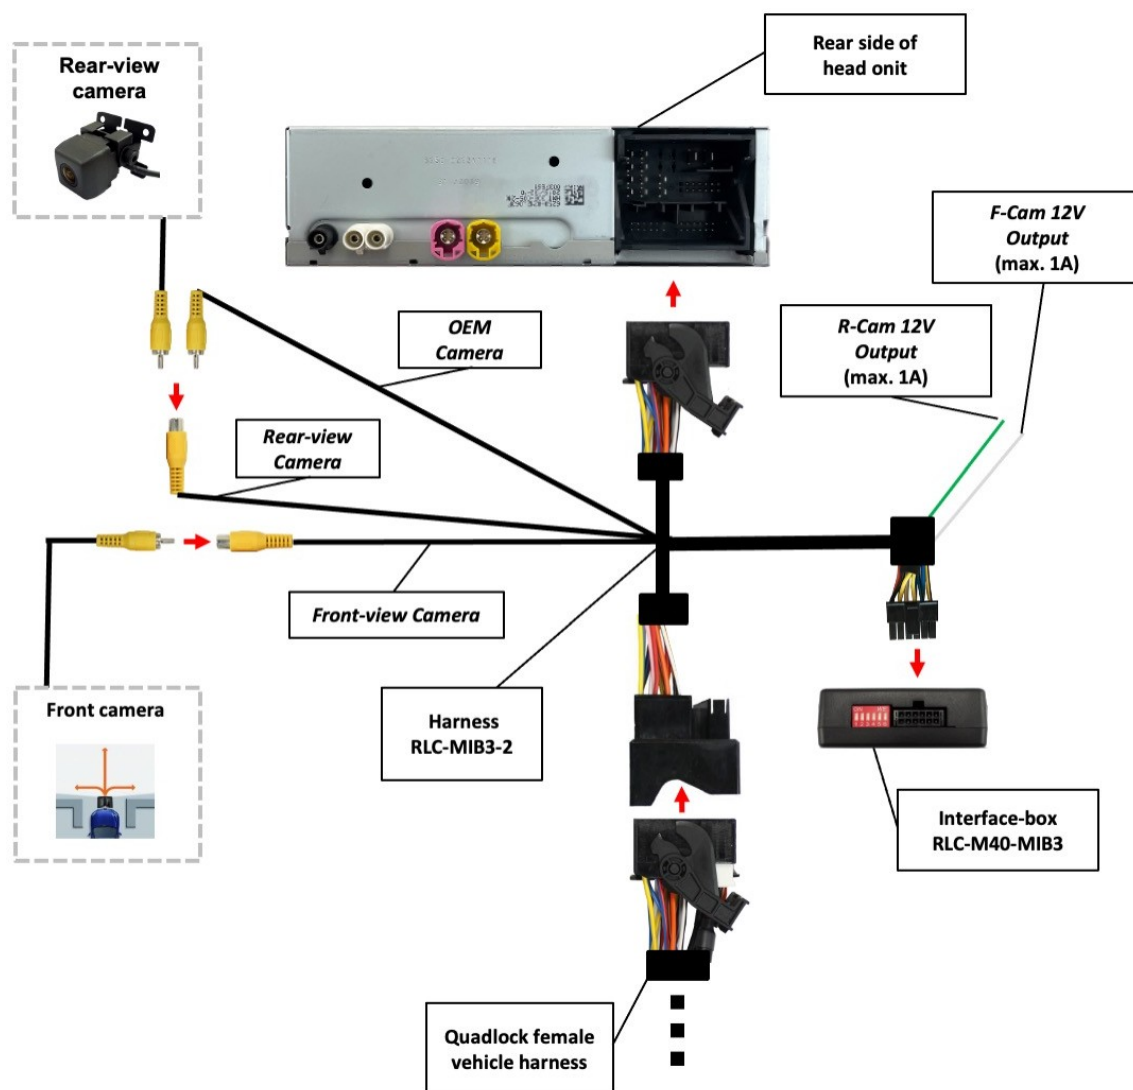 Rear-view
camera
Rear side of
head onit
F-Cam 12V
Output
(max. 1A)
R-Cam 12V
Output
(max. 1A)
OEM
Camera
Rear-view
Camera
Front-view Camera
Front camera
Harness
RLC-MIB3-2
Interface-box
RLC-M40-MIB3
Quadlock female
vehicle harness